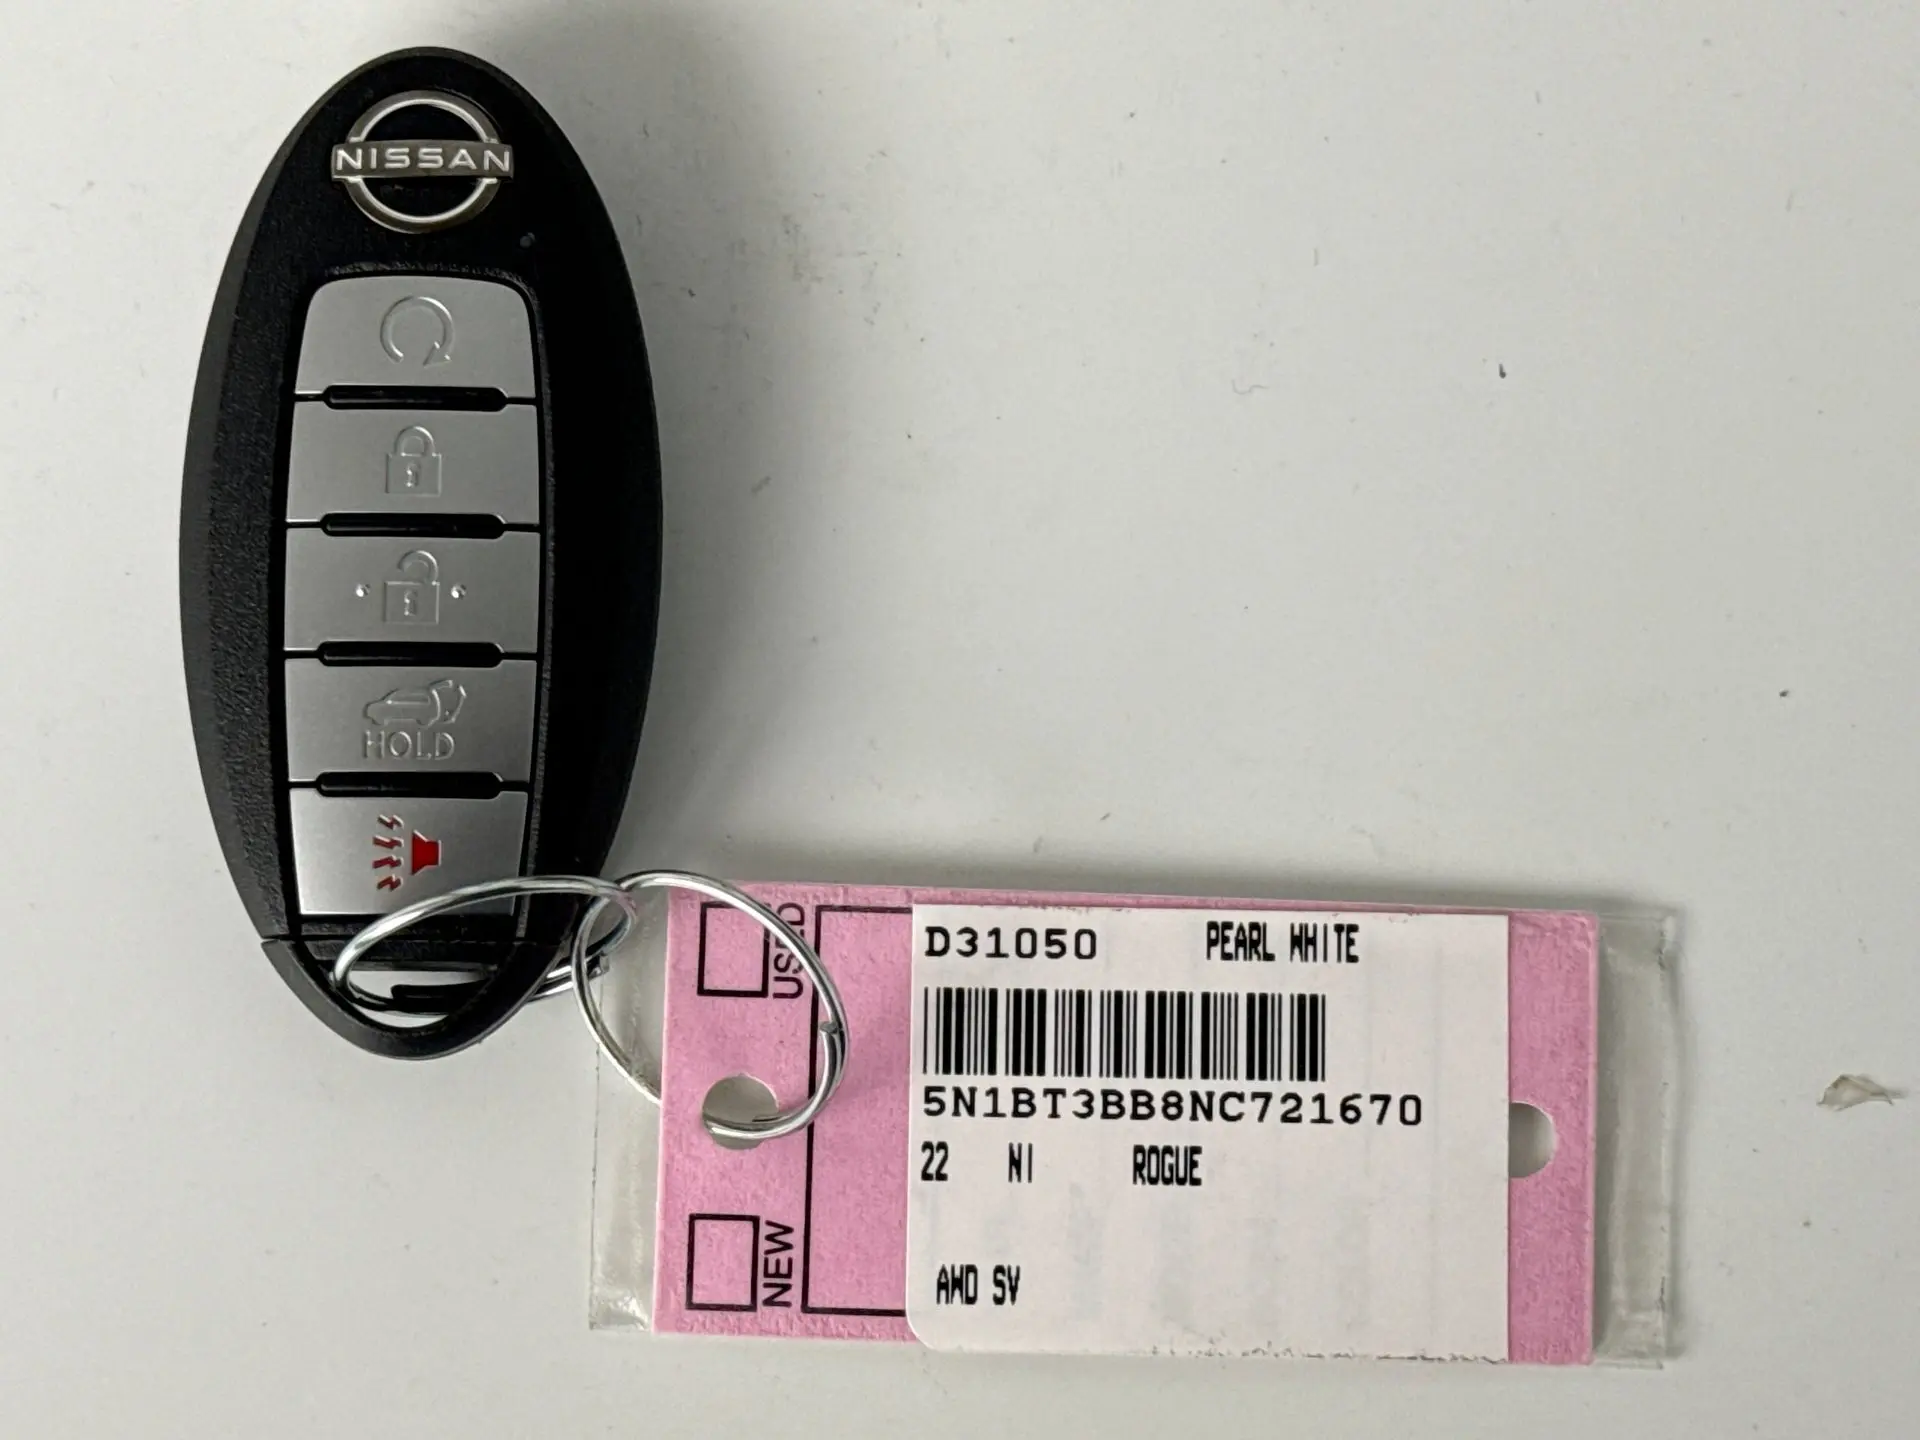 NISSAN
HOLD
USED
NEW
D31050 PEARL WHITE
5N1BT3BB8NC721670
22 NI ROGUE
AWD SV